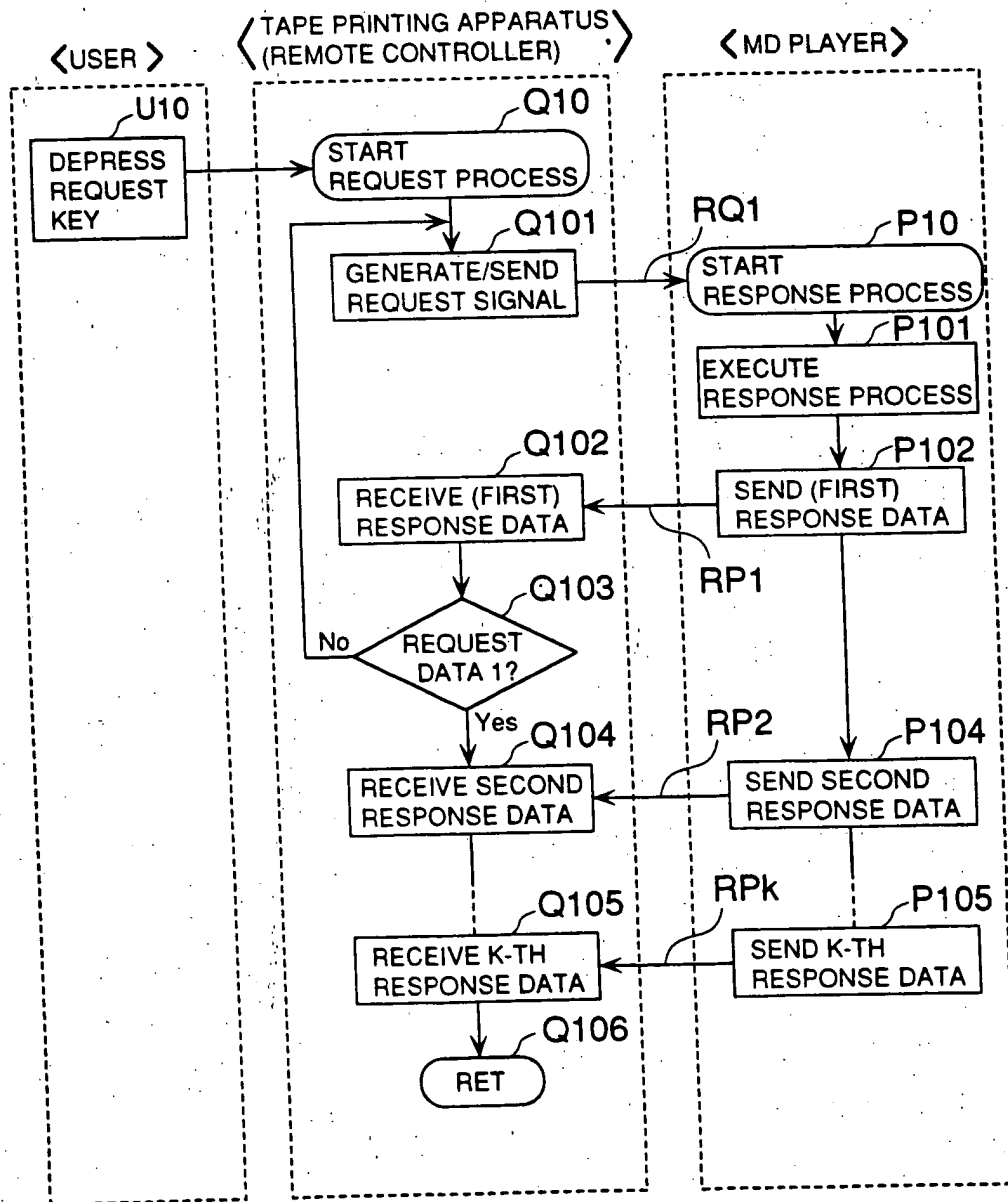 <USER>
<TAPE PRINTING APPARATUS
(REMOTE CONTROLLER)>
<MD PLAYER>
U10
DEPRESS
REQUEST
KEY
Q10
START
REQUEST PROCESS
Q101
GENERATE/SEND
REQUEST SIGNAL
RQ1
P10
START
RESPONSE PROCESS
P101
EXECUTE
RESPONSE PROCESS
Q102
RECEIVE (FIRST)
RESPONSE DATA
P102
SEND (FIRST)
RESPONSE DATA
RP1
Q103
REQUEST
DATA 1?
No
Yes
Q104
RECEIVE SECOND
RESPONSE DATA
RP2
P104
SEND SECOND
RESPONSE DATA
Q105
RECEIVE K-TH
RESPONSE DATA
RPk
P105
SEND K-TH
RESPONSE DATA
Q106
RET